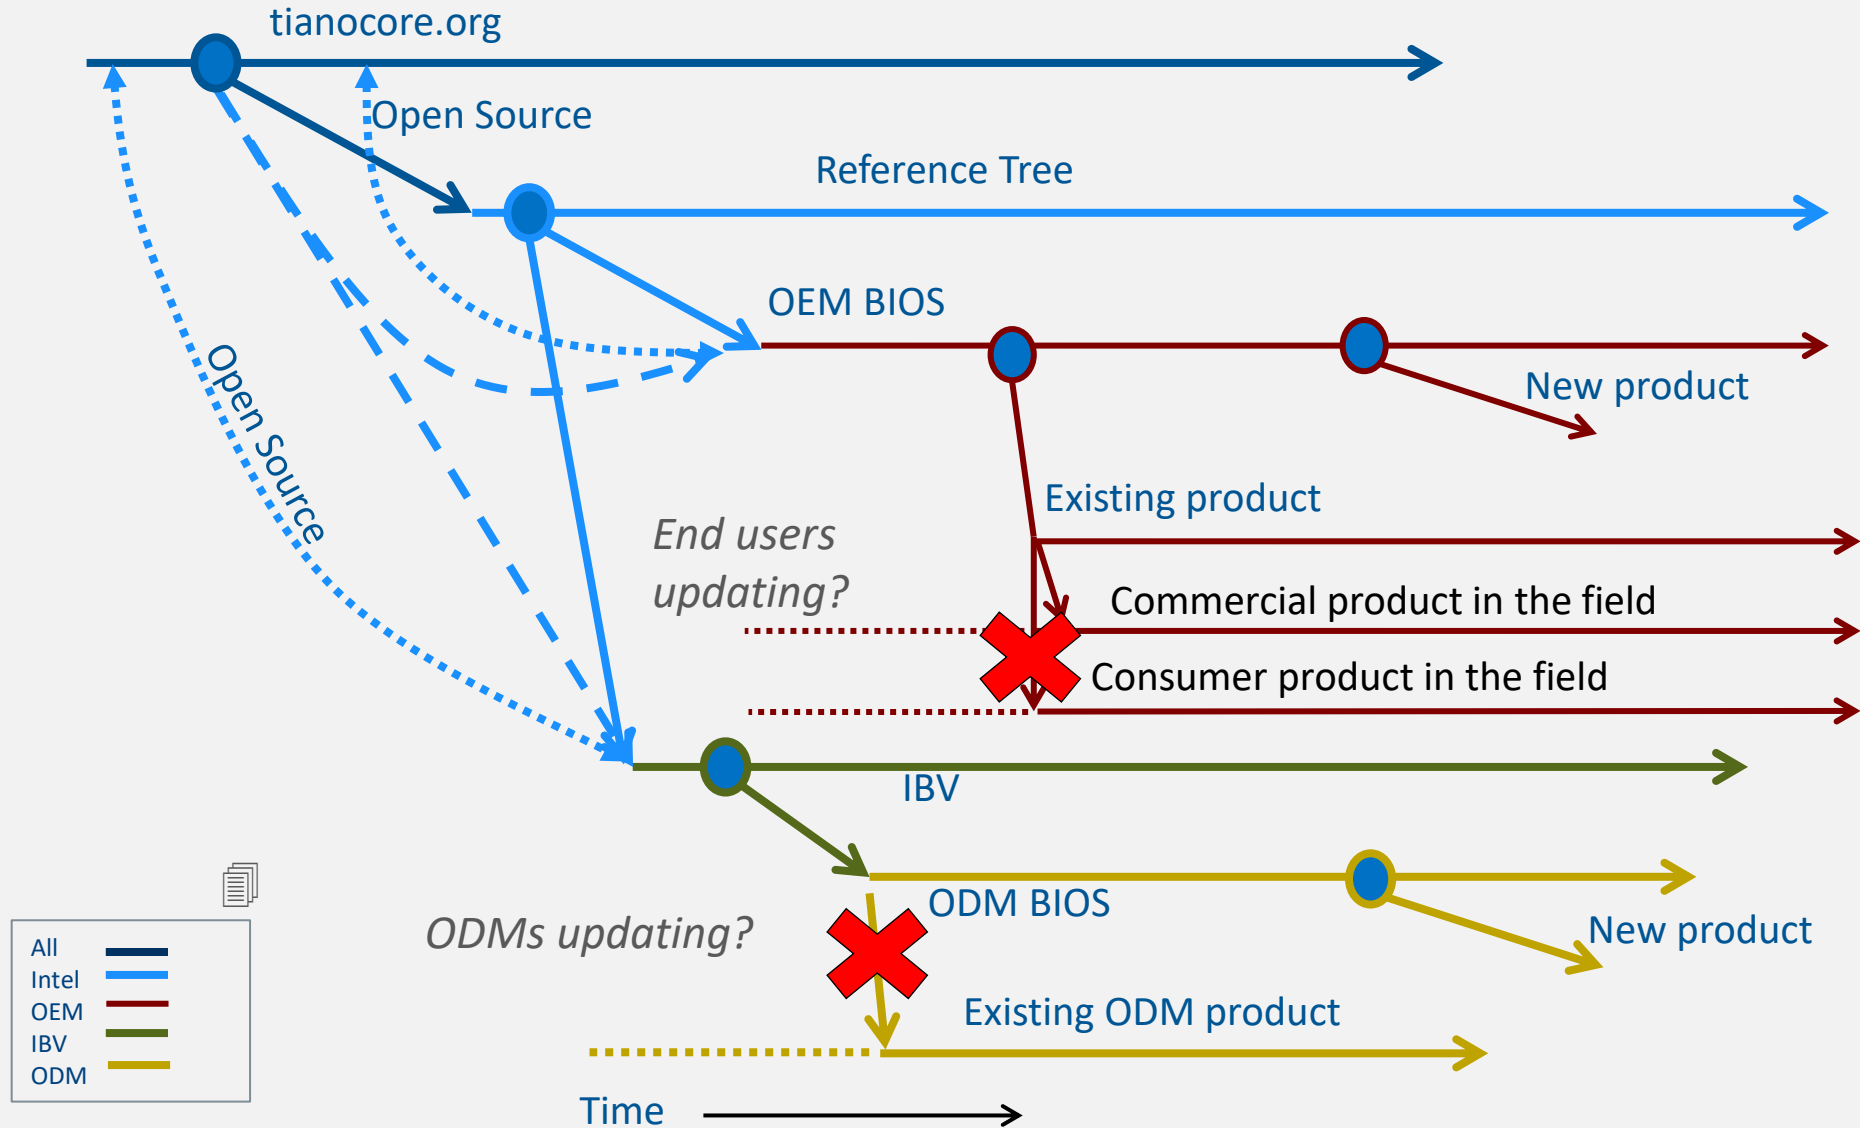 tianocore.org
Open Source
Reference Tree
OEM BIOS
New product
Open Source
Existing product
End users
updating?
Commercial product in the field
Consumer product in the field
IBV
ODM BIOS
ODMs updating?
New product
Existing ODM product
All
Intel
OEM
IBV
ODM
Time